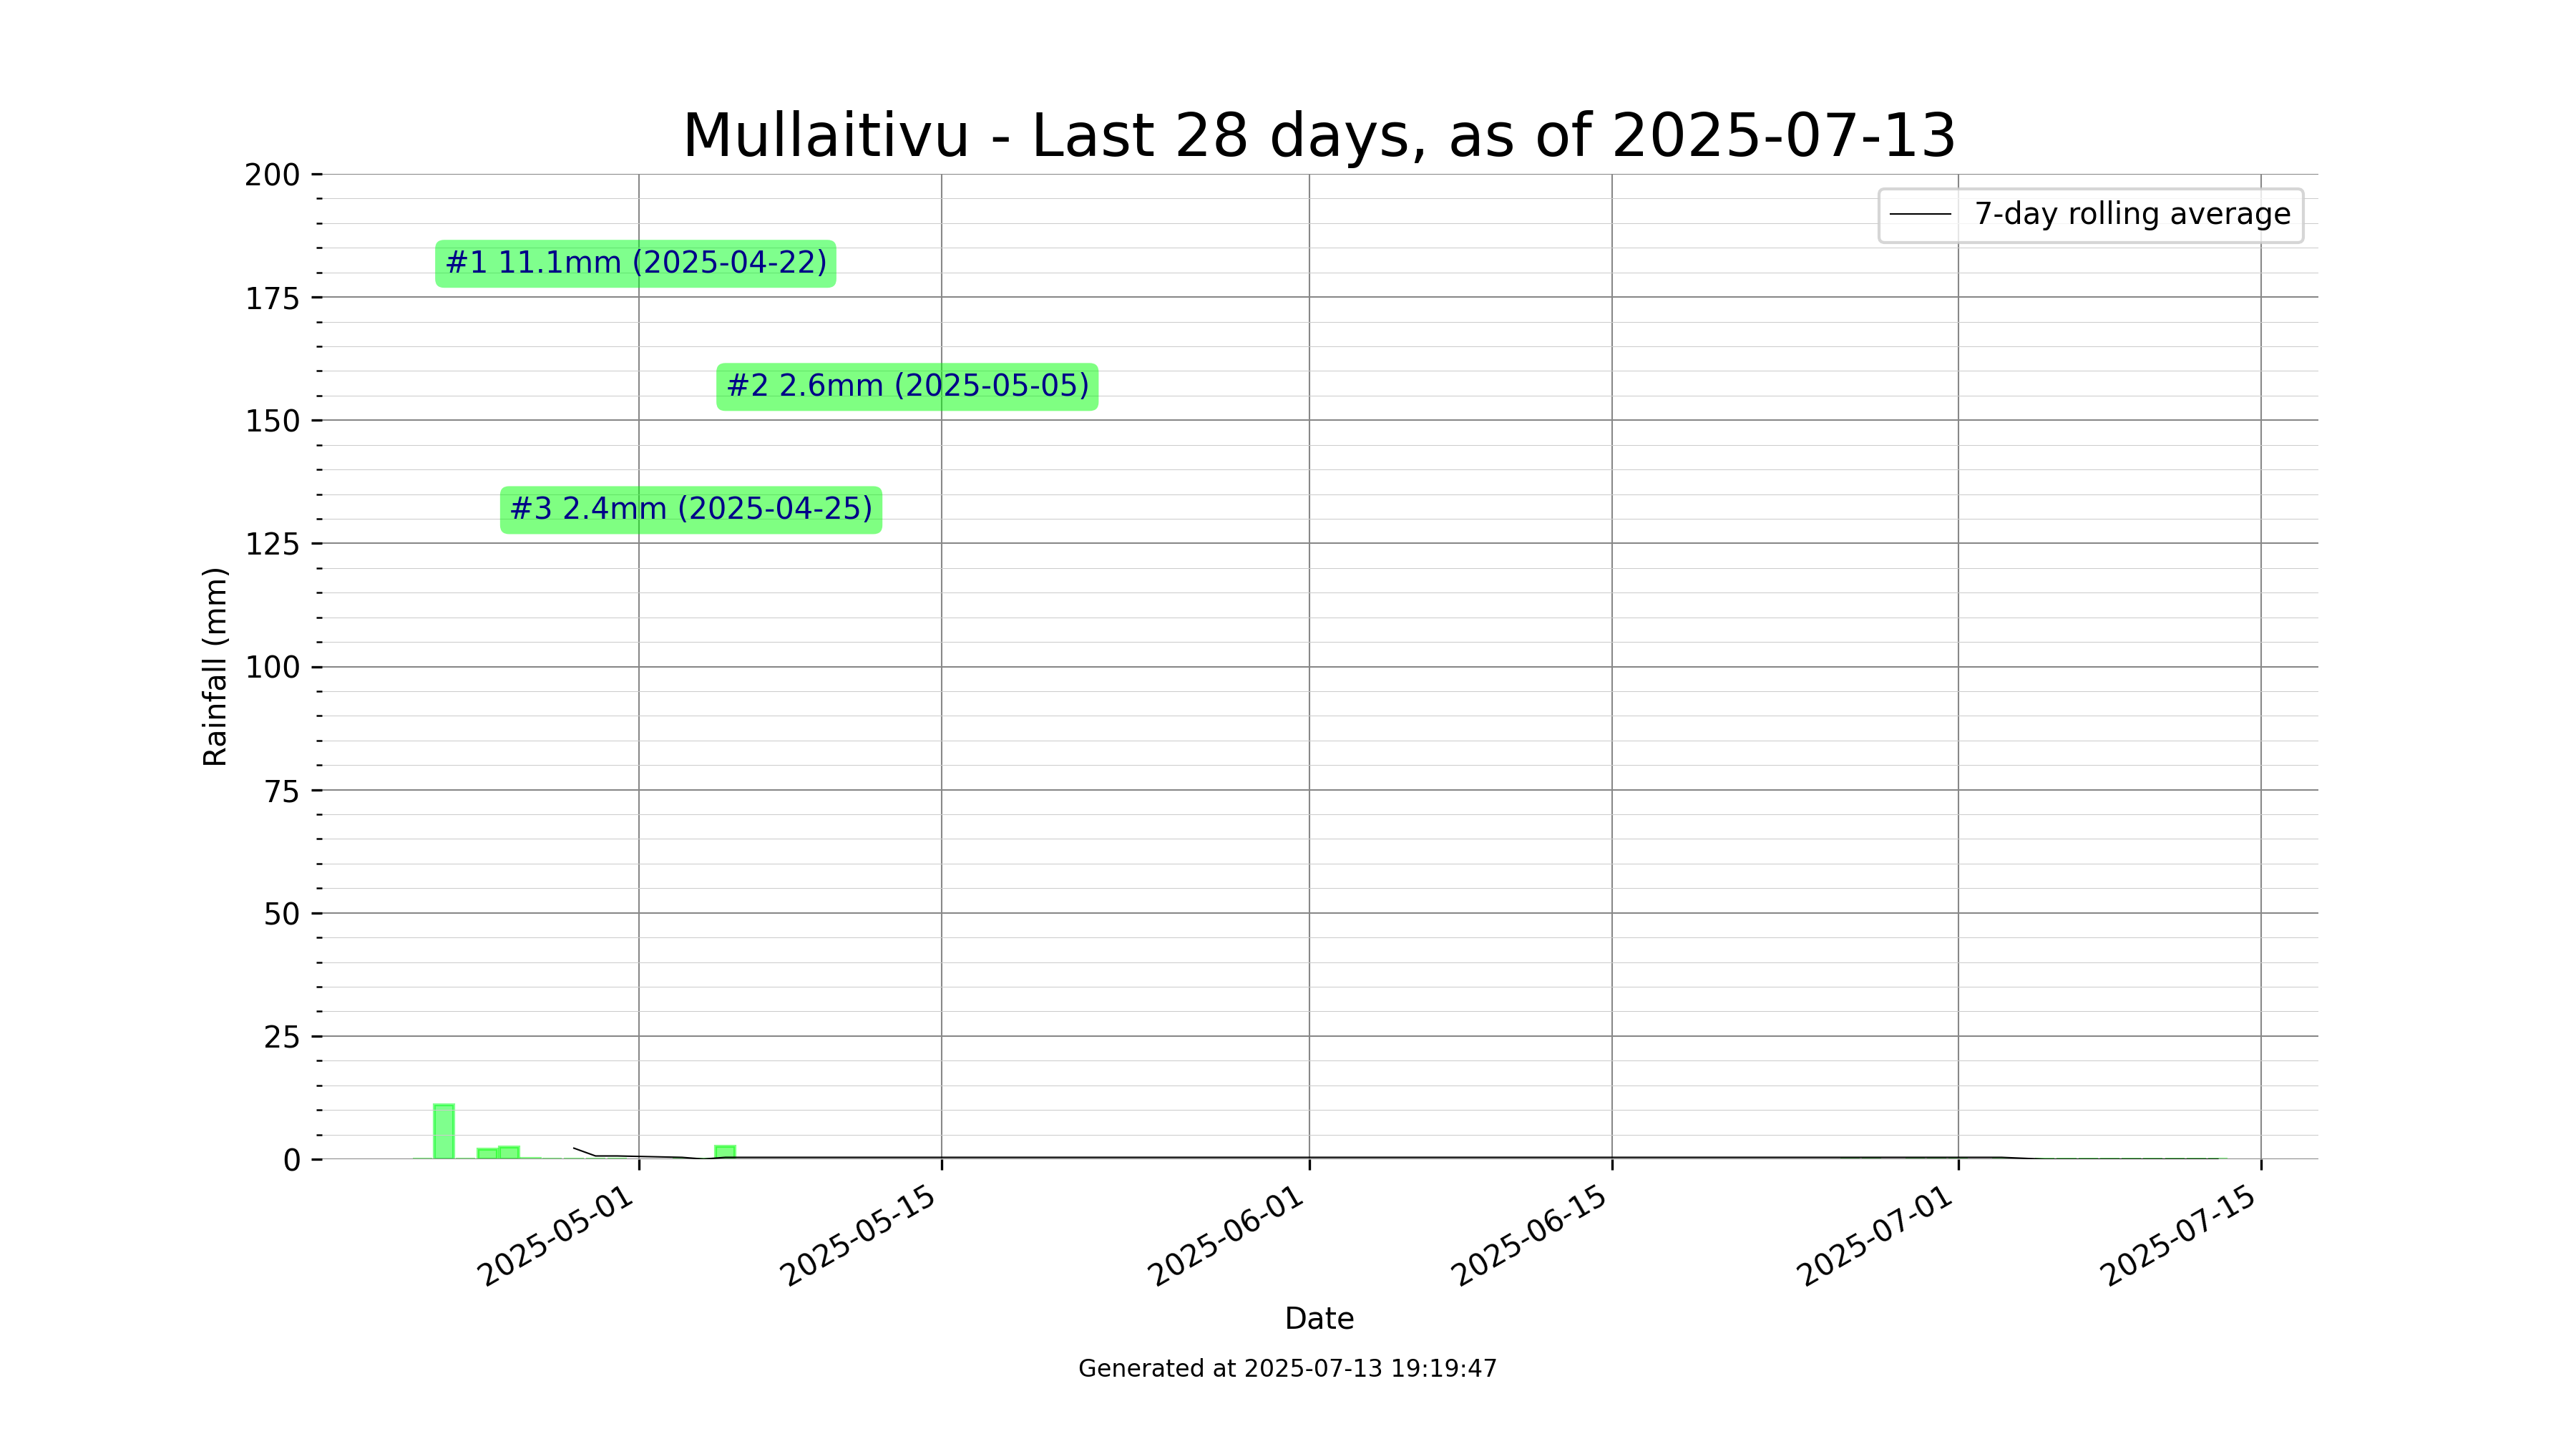 Mullaitivu - Last 28 days, as of 2025-07-13
200
175
150
125
100
75
50
25
0
Rainfall (mm)
7-day rolling average
#1 11.1mm (2025-04-22)
#2 2.6mm (2025-05-05)
#3 2.4mm (2025-04-25)
2025-05-01
2025-05-15
2025-06-01
2025-06-15
2025-07-01
2025-07-15
Date
Generated at 2025-07-13 19:19:47